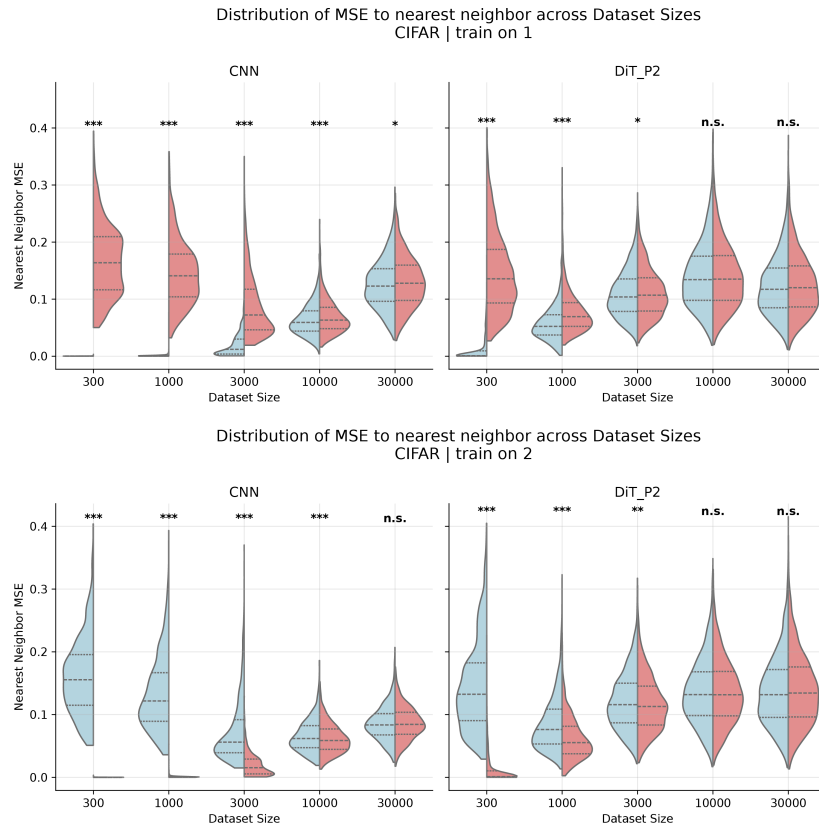 Distribution of MSE to nearest neighbor across Dataset Sizes
CIFAR | train on 1
CNN
DiT_P2
*** *** *** *** *
*** *** * n.s. n.s.
Nearest Neighbor MSE
0.4
0.3
0.2
0.1
0.0
300 1000 3000 10000 30000
300 1000 3000 10000 30000
Dataset Size
Dataset Size
Distribution of MSE to nearest neighbor across Dataset Sizes
CIFAR | train on 2
CNN
DiT_P2
*** *** *** *** n.s.
*** *** ** n.s. n.s.
Nearest Neighbor MSE
0.4
0.3
0.2
0.1
0.0
300 1000 3000 10000 30000
300 1000 3000 10000 30000
Dataset Size
Dataset Size